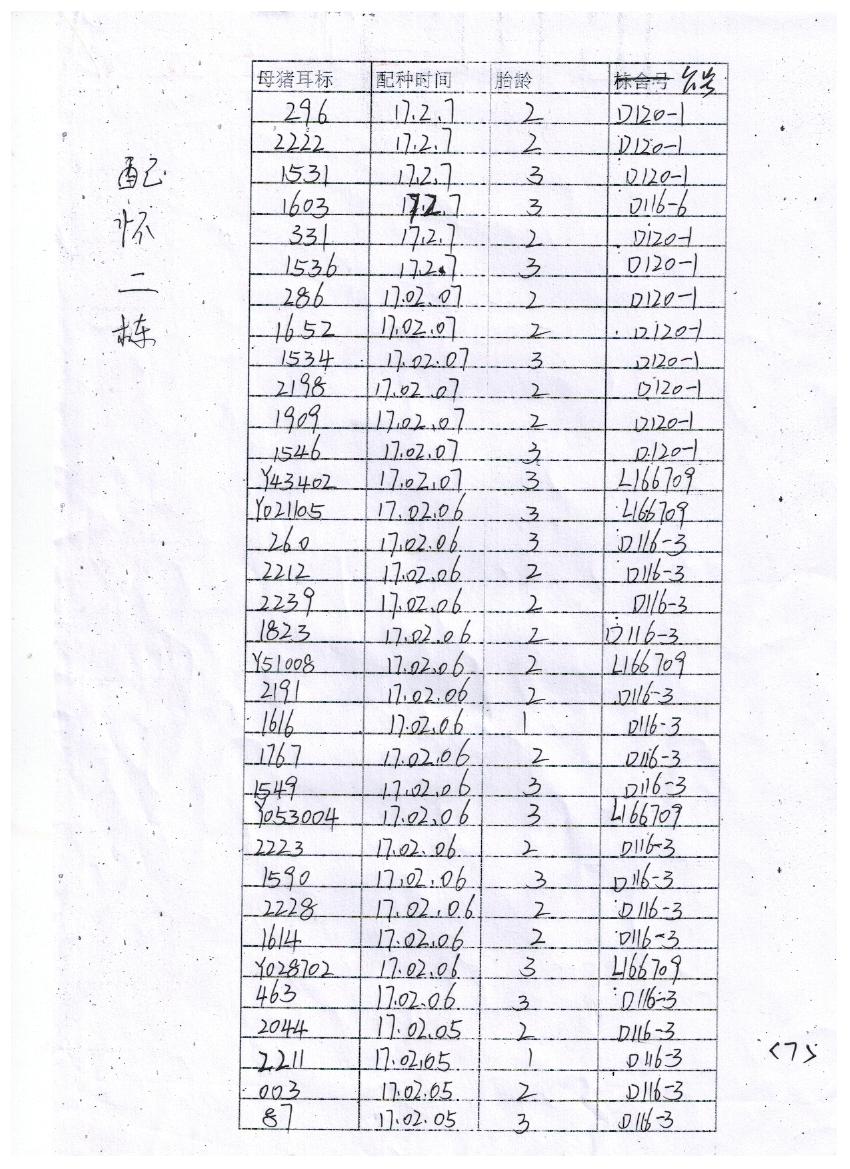 母猪耳标 配种时间 胎龄 栋舍号 公号
296 17.2.7 2 D120-1
2222 17.2.7 2 D120-1
1531 17.2.7 3 D120-1
1603 17.2.7 3 D116-6
331 17.2.7 2 D120-1
1536 17.2.7 3 D120-1
286 17.02.07 2 D120-1
1652 17.02.07 2 D120-1
1534 17.02.07 3 D120-1
2198 17.02.07 2 D120-1
1909 17.02.07 2 D120-1
1546 17.02.07 3 D120-1
Y43402 17.02.07 3 L166709
Y021105 17.02.06 3 L166709
260 17.02.06 3 D116-3
2212 17.02.06 2 D116-3
2239 17.02.06 2 D116-3
1823 17.02.06 2 D116-3
Y51008 17.02.06 2 L166709
2191 17.02.06 2 D116-3
1616 17.02.06 1 D116-3
1767 17.02.06 2 D116-3
1549 17.02.06 3 D116-3
Y053004 17.02.06 3 L166709
2223 17.02.06 2 D116-3
1590 17.02.06 3 D116-3
2228 17.02.06 2 D116-3
1614 17.02.06 2 D116-3
Y028702 17.02.06 3 L166709
463 17.02.06 3 D116-3
2044 17.02.05 2 D116-3
2211 17.02.05 1 D116-3
003 17.02.05 2 D116-3
87 17.02.05 3 D116-3
配
怀
二
栋
<7>